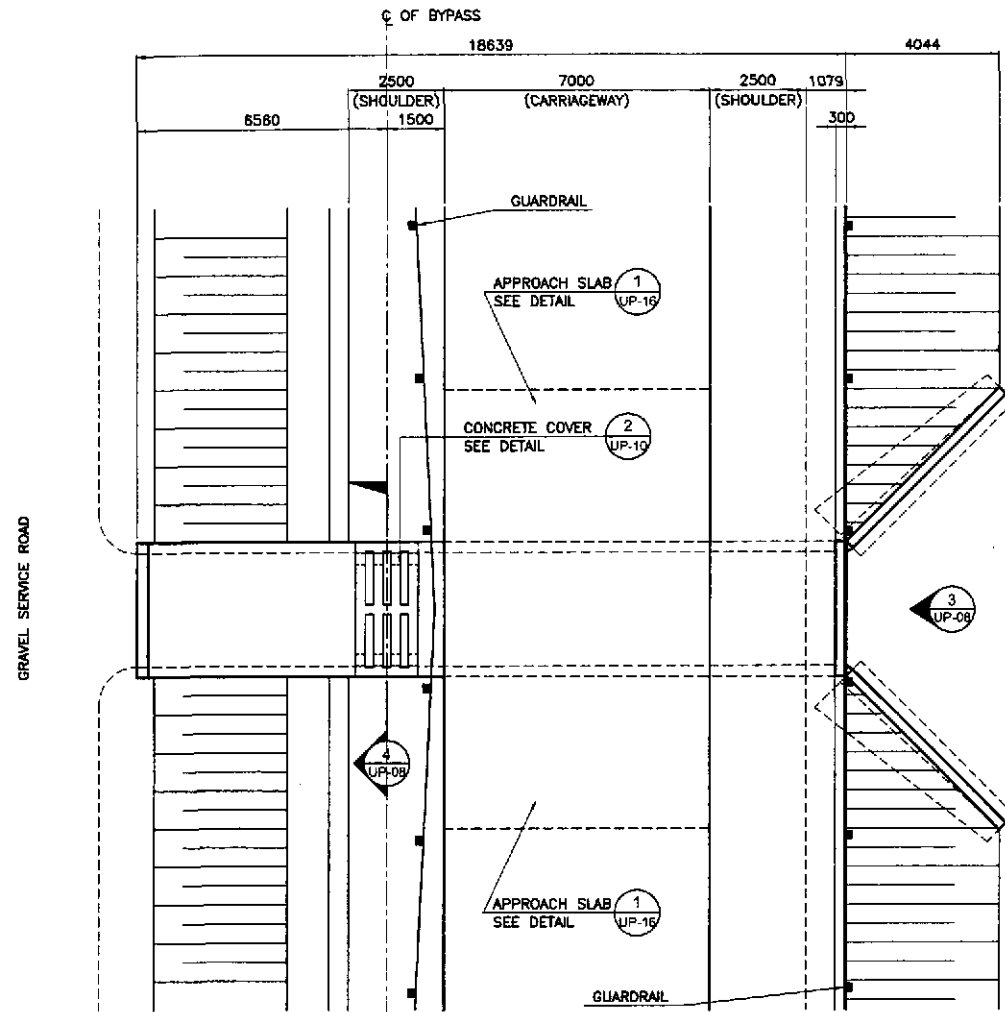 ℄ OF BYPASS
18639
4044
2500
7000
2500
1079
(SHOULDER)
(CARRIAGEWAY)
(SHOULDER)
6560
1500
300
GUARDRAIL
APPROACH SLAB
SEE DETAIL
1
UP-16
CONCRETE COVER
SEE DETAIL
2
UP-10
GRAVEL SERVICE ROAD
3
UP-08
4
UP-08
APPROACH SLAB
SEE DETAIL
1
UP-16
GUARDRAIL